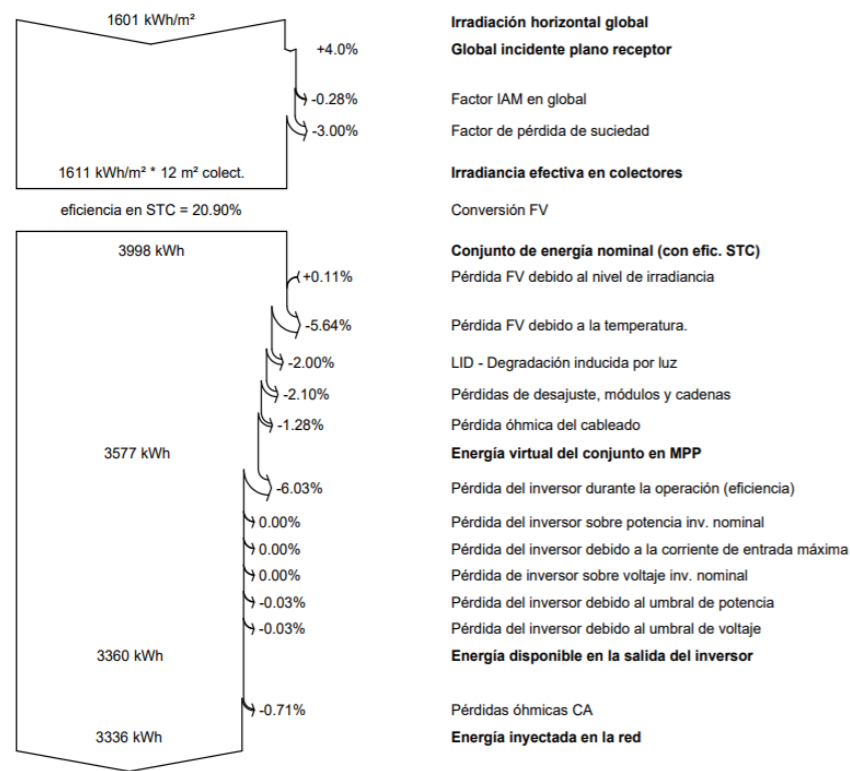 1601 kWh/m² Irradiación horizontal global
+4.0% Global incidente plano receptor
-0.28% Factor IAM en global
-3.00% Factor de pérdida de suciedad
1611 kWh/m² * 12 m² colect. Irradiancia efectiva en colectores
eficiencia en STC = 20.90% Conversión FV
3998 kWh Conjunto de energía nominal (con efic. STC)
+0.11% Pérdida FV debido al nivel de irradiancia
-5.64% Pérdida FV debido a la temperatura.
-2.00% LID - Degradación inducida por luz
-2.10% Pérdidas de desajuste, módulos y cadenas
-1.28% Pérdida óhmica del cableado
3577 kWh Energía virtual del conjunto en MPP
-6.03% Pérdida del inversor durante la operación (eficiencia)
0.00% Pérdida del inversor sobre potencia inv. nominal
0.00% Pérdida del inversor debido a la corriente de entrada máxima
0.00% Pérdida de inversor sobre voltaje inv. nominal
-0.03% Pérdida del inversor debido al umbral de potencia
-0.03% Pérdida del inversor debido al umbral de voltaje
3360 kWh Energía disponible en la salida del inversor
-0.71% Pérdidas óhmicas CA
3336 kWh Energía inyectada en la red